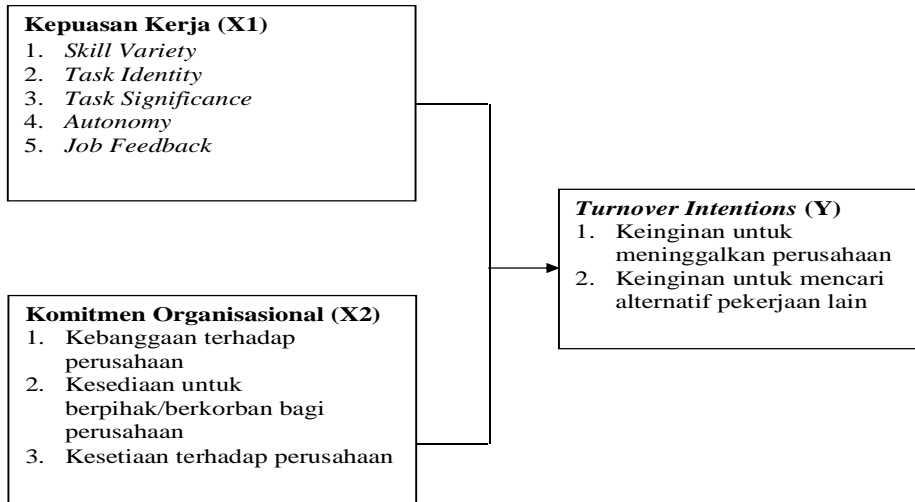 Kepuasan Kerja (X1)
1. Skill Variety
2. Task Identity
3. Task Significance
4. Autonomy
5. Job Feedback
Turnover Intentions (Y)
1. Keinginan untuk
meninggalkan perusahaan
2. Keinginan untuk mencari
alternatif pekerjaan lain
Komitmen Organisasional (X2)
1. Kebanggaan terhadap
perusahaan
2. Kesediaan untuk
berpihak/berkorban bagi
perusahaan
3. Kesetiaan terhadap perusahaan